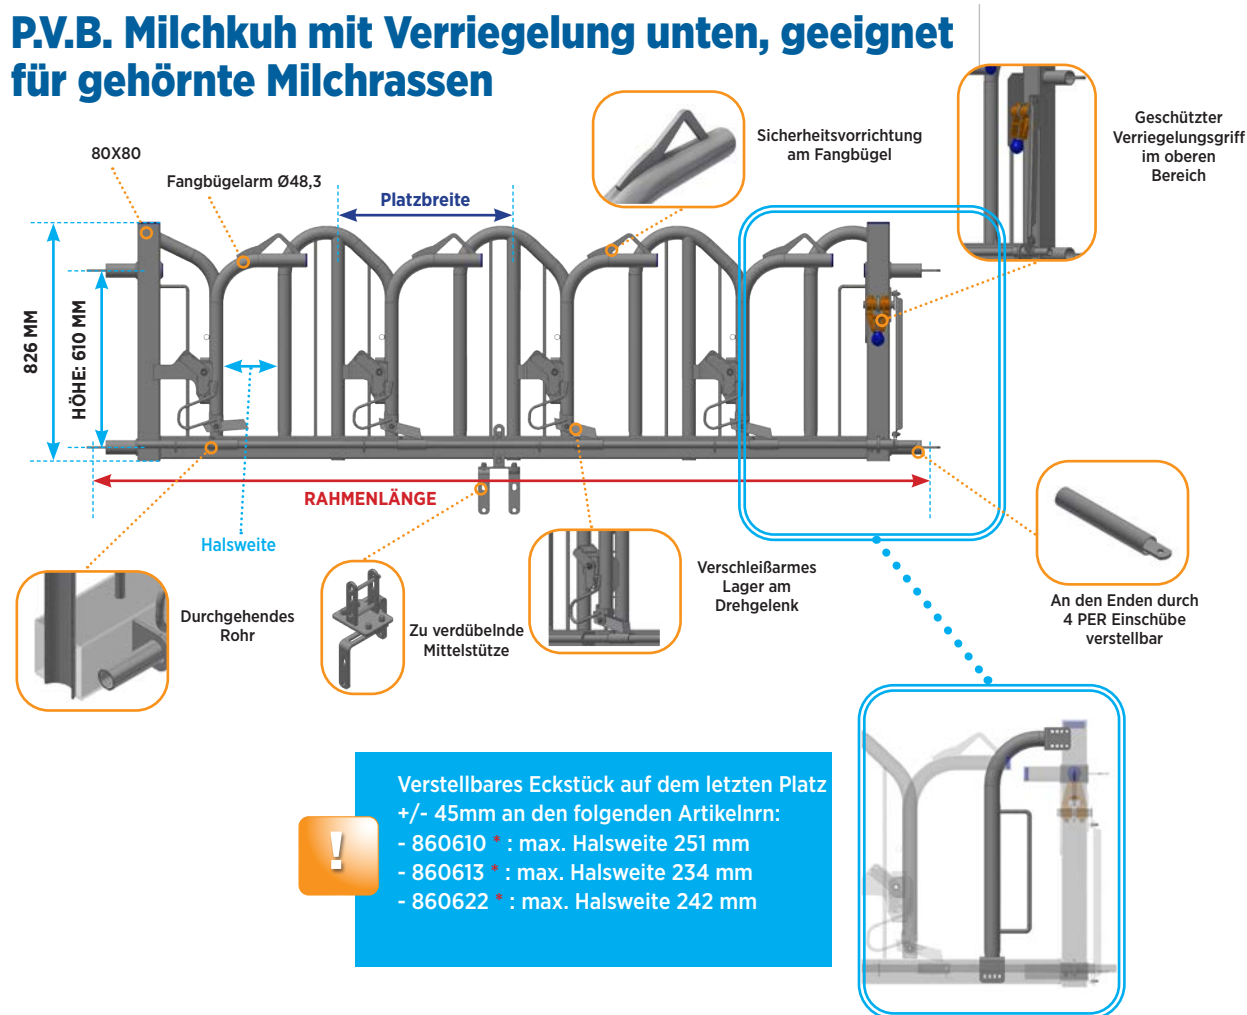 P.V.B. Milchkuh mit Verriegelung unten, geeignet
für gehörnte Milchrassen
80X80
Fangbügelarm Ø48,3
Platzbreite
Sicherheitsvorrichtung
am Fangbügel
Geschützter
Verriegelungsgriff
im oberen
Bereich
826 MM
HÖHE: 610 MM
RAHMENLÄNGE
Halsweite
Durchgehendes
Rohr
Zu verdübelnde
Mittelstütze
Verschleißarmes
Lager am
Drehgelenk
An den Enden durch
4 PER Einschübe
verstellbar
!
Verstellbares Eckstück auf dem letzten Platz
+/- 45mm an den folgenden Artikelnrn:
- 860610 * : max. Halsweite 251 mm
- 860613 * : max. Halsweite 234 mm
- 860622 * : max. Halsweite 242 mm